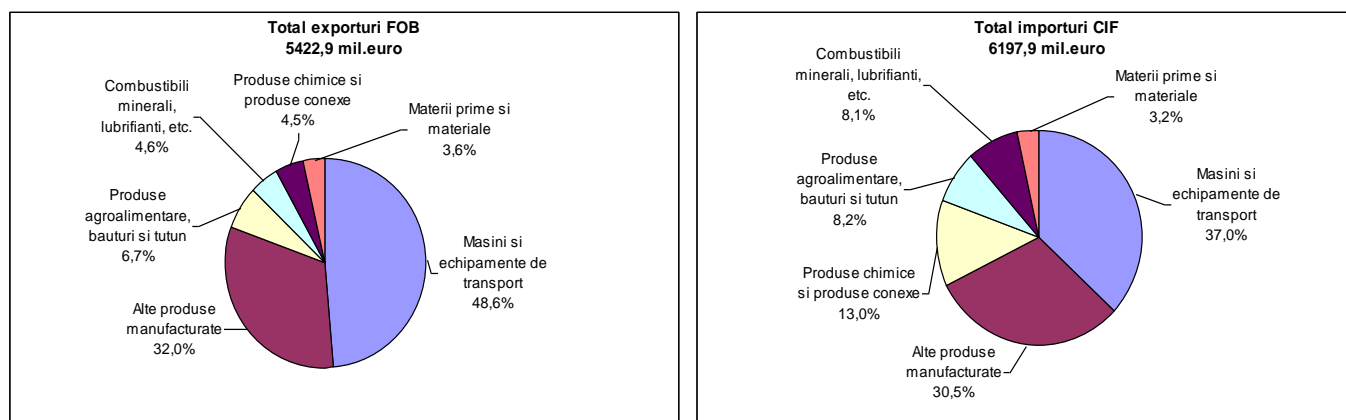 Total exporturi FOB
5422,9 mil.euro
Combustibili
minerali,
lubrifianti, etc.
4,6%
Produse chimice si
produse conexe
4,5%
Materii prime si
materiale
3,6%
Produse
agroalimentare,
bauturi si tutun
6,7%
Masini si
echipamente de
transport
48,6%
Alte produse
manufacturate
32,0%
Total importuri CIF
6197,9 mil.euro
Combustibili
minerali, lubrifianti,
etc.
8,1%
Materii prime si
materiale
3,2%
Produse
agroalimentare,
bauturi si tutun
8,2%
Masini si
echipamente de
transport
37,0%
Produse chimice
si produse conexe
13,0%
Alte produse
manufacturate
30,5%